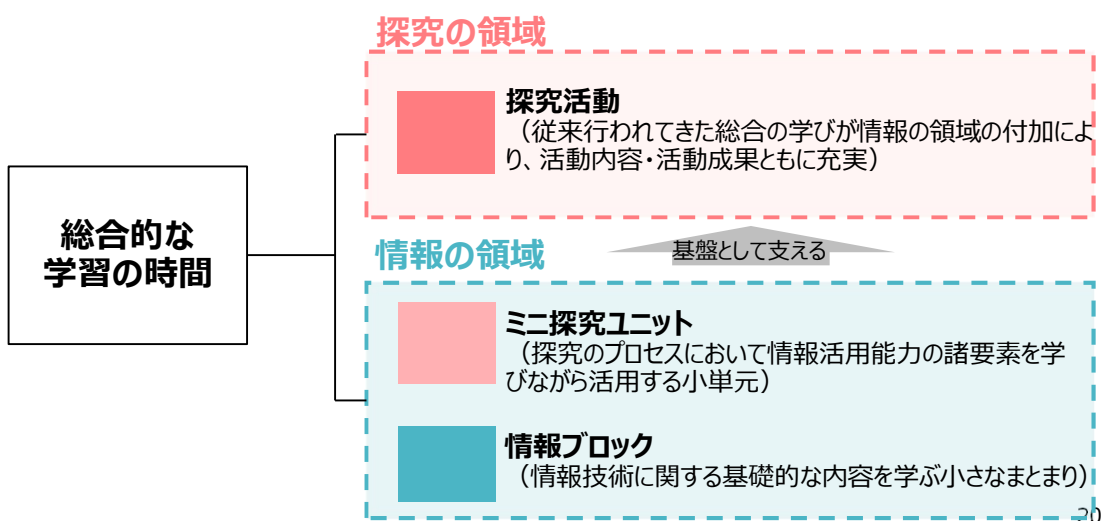 探究の領域
探究活動
（従来行われてきた総合の学びが情報の領域の付加によ
り、活動内容・活動成果ともに充実）
総合的な
学習の時間
基盤として支える
情報の領域
ミニ探究ユニット
（探究のプロセスにおいて情報活用能力の諸要素を学
びながら活用する小単元）
情報ブロック
（情報技術に関する基礎的な内容を学ぶ小さなまとまり）
20